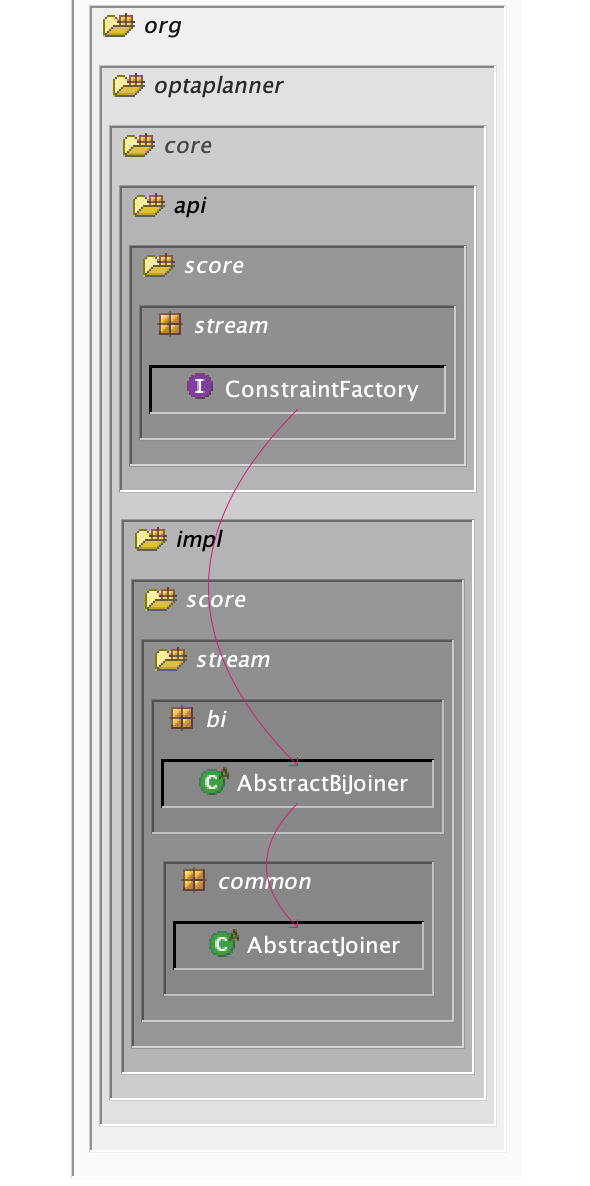 org
optaplanner
core
api
score
stream
I ConstraintFactory
impl
score
stream
bi
C A AbstractBiJoiner
common
C A AbstractJoiner